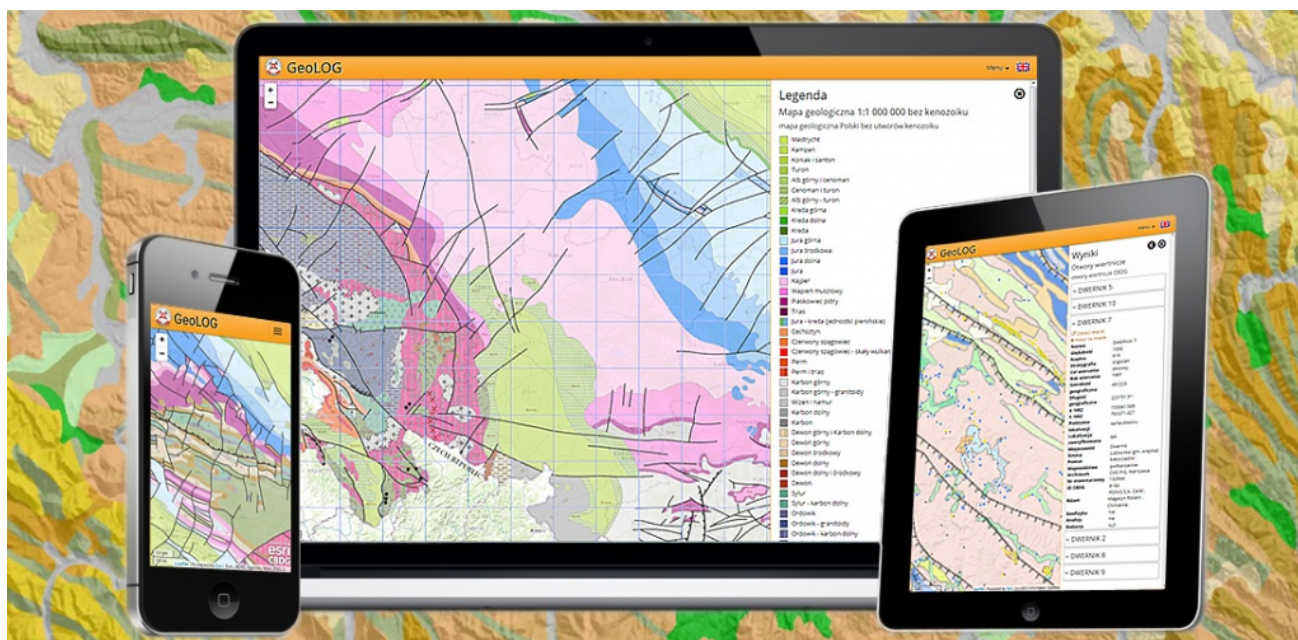 GeoLOG
Menu
Legenda
Mapa geologiczna 1:1 000 000 bez kenozoiku
mapa geologiczna Polski bez utworów kenozoiku
Mastrycht
Kampan
Koniak i santon
Turon
Alb górny i cenoman
Cenoman i turon
Alb górny - turon
Kreda górna
Kreda dolna
Kreda
Jura górna
Jura środkowa
Jura dolna
Jura
Kajper
Wapień muszlowy
Piaskowiec pstry
Trias
Jura - kreda (jednostki pienińskie)
Cechsztyn
Czerwony spągowiec
Czerwony spągowiec - skały wulkan
Perm
Perm i trias
Karbon górny
Karbon górny - granitoidy
Wizen i namur
Karbon dolny
Karbon
Dewon górny i Karbon dolny
Dewon górny
Dewon środkowy
Dewon dolny
Dewon dolny i środkowy
Dewon
Sylur
Sylur - karbon dolny
Ordowik
Ordowik - granitoidy
Ordowik - karbon dolny
CZECH REPUBLIC
GeoLOG
esri
CBDG
GeoLOG
Menu
Wyniki
Otwory wiertnicze
otwory wiertnicze CBDG
DWERNIK 5
DWERNIK 10
DWERNIK 7
DWERNIK 2
DWERNIK 8
DWERNIK 9